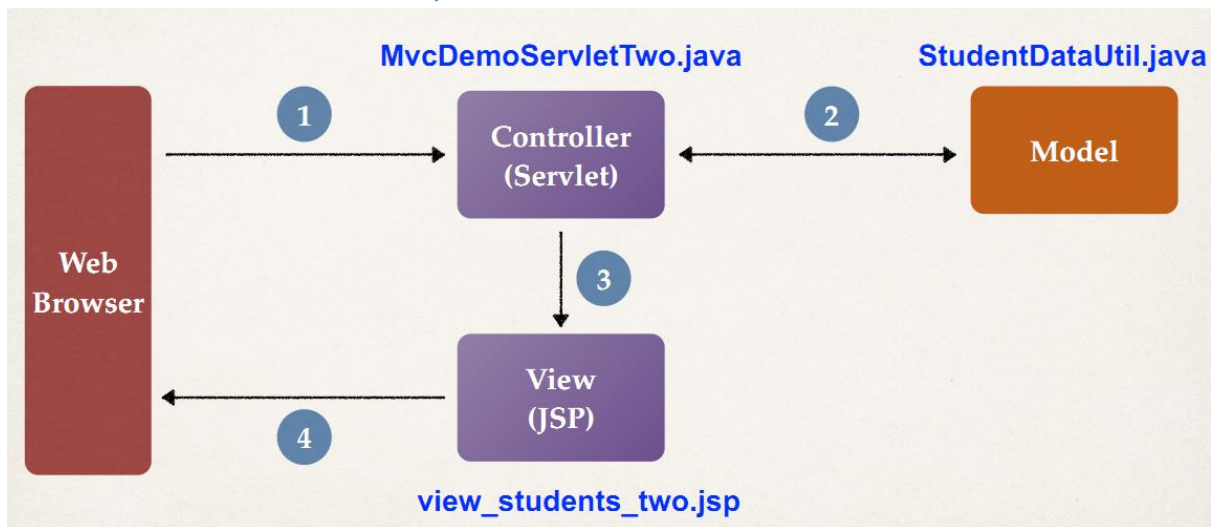 MvcDemoServletTwo.java
StudentDataUtil.java
1
2
Controller
(Servlet)
Model
Web
Browser
3
View
(JSP)
4
view_students_two.jsp